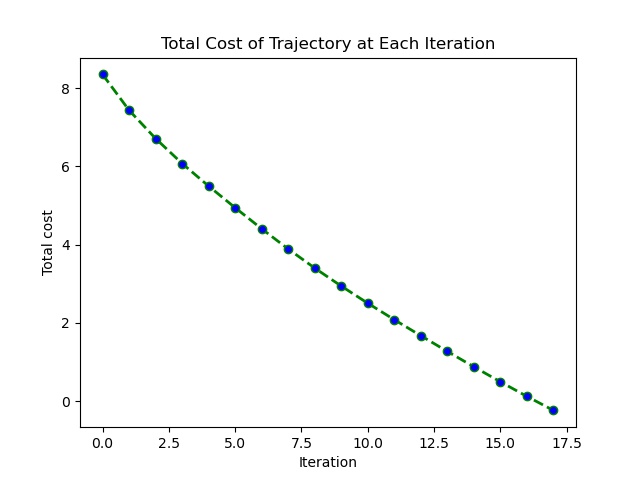 Total Cost of Trajectory at Each Iteration
8
6
4
2
0
Total cost
0.0 2.5 5.0 7.5 10.0 12.5 15.0 17.5
Iteration